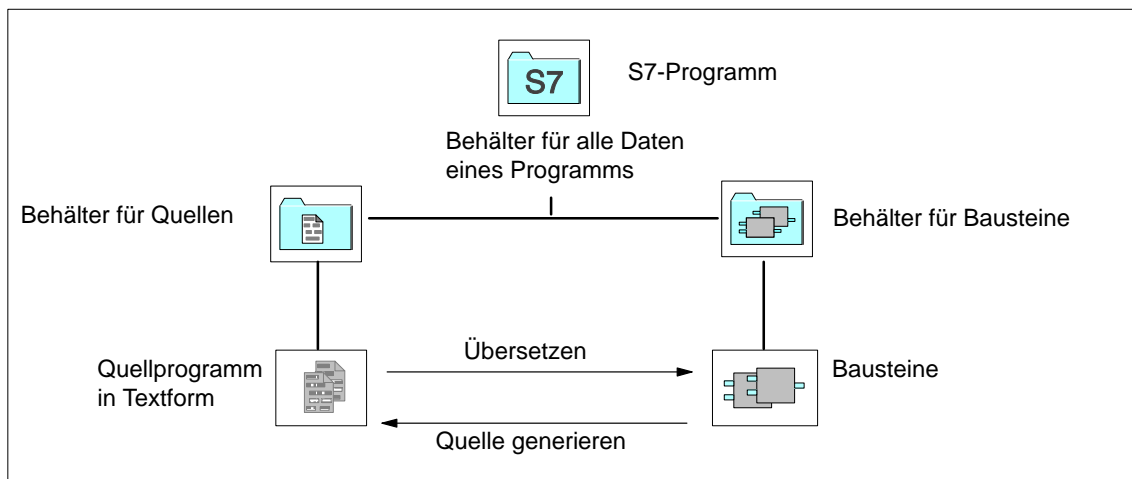 S7
S7-Programm
Behälter für alle Daten
eines Programms
Behälter für Quellen
Behälter für Bausteine
Quellprogramm
in Textform
Übersetzen
Bausteine
Quelle generieren